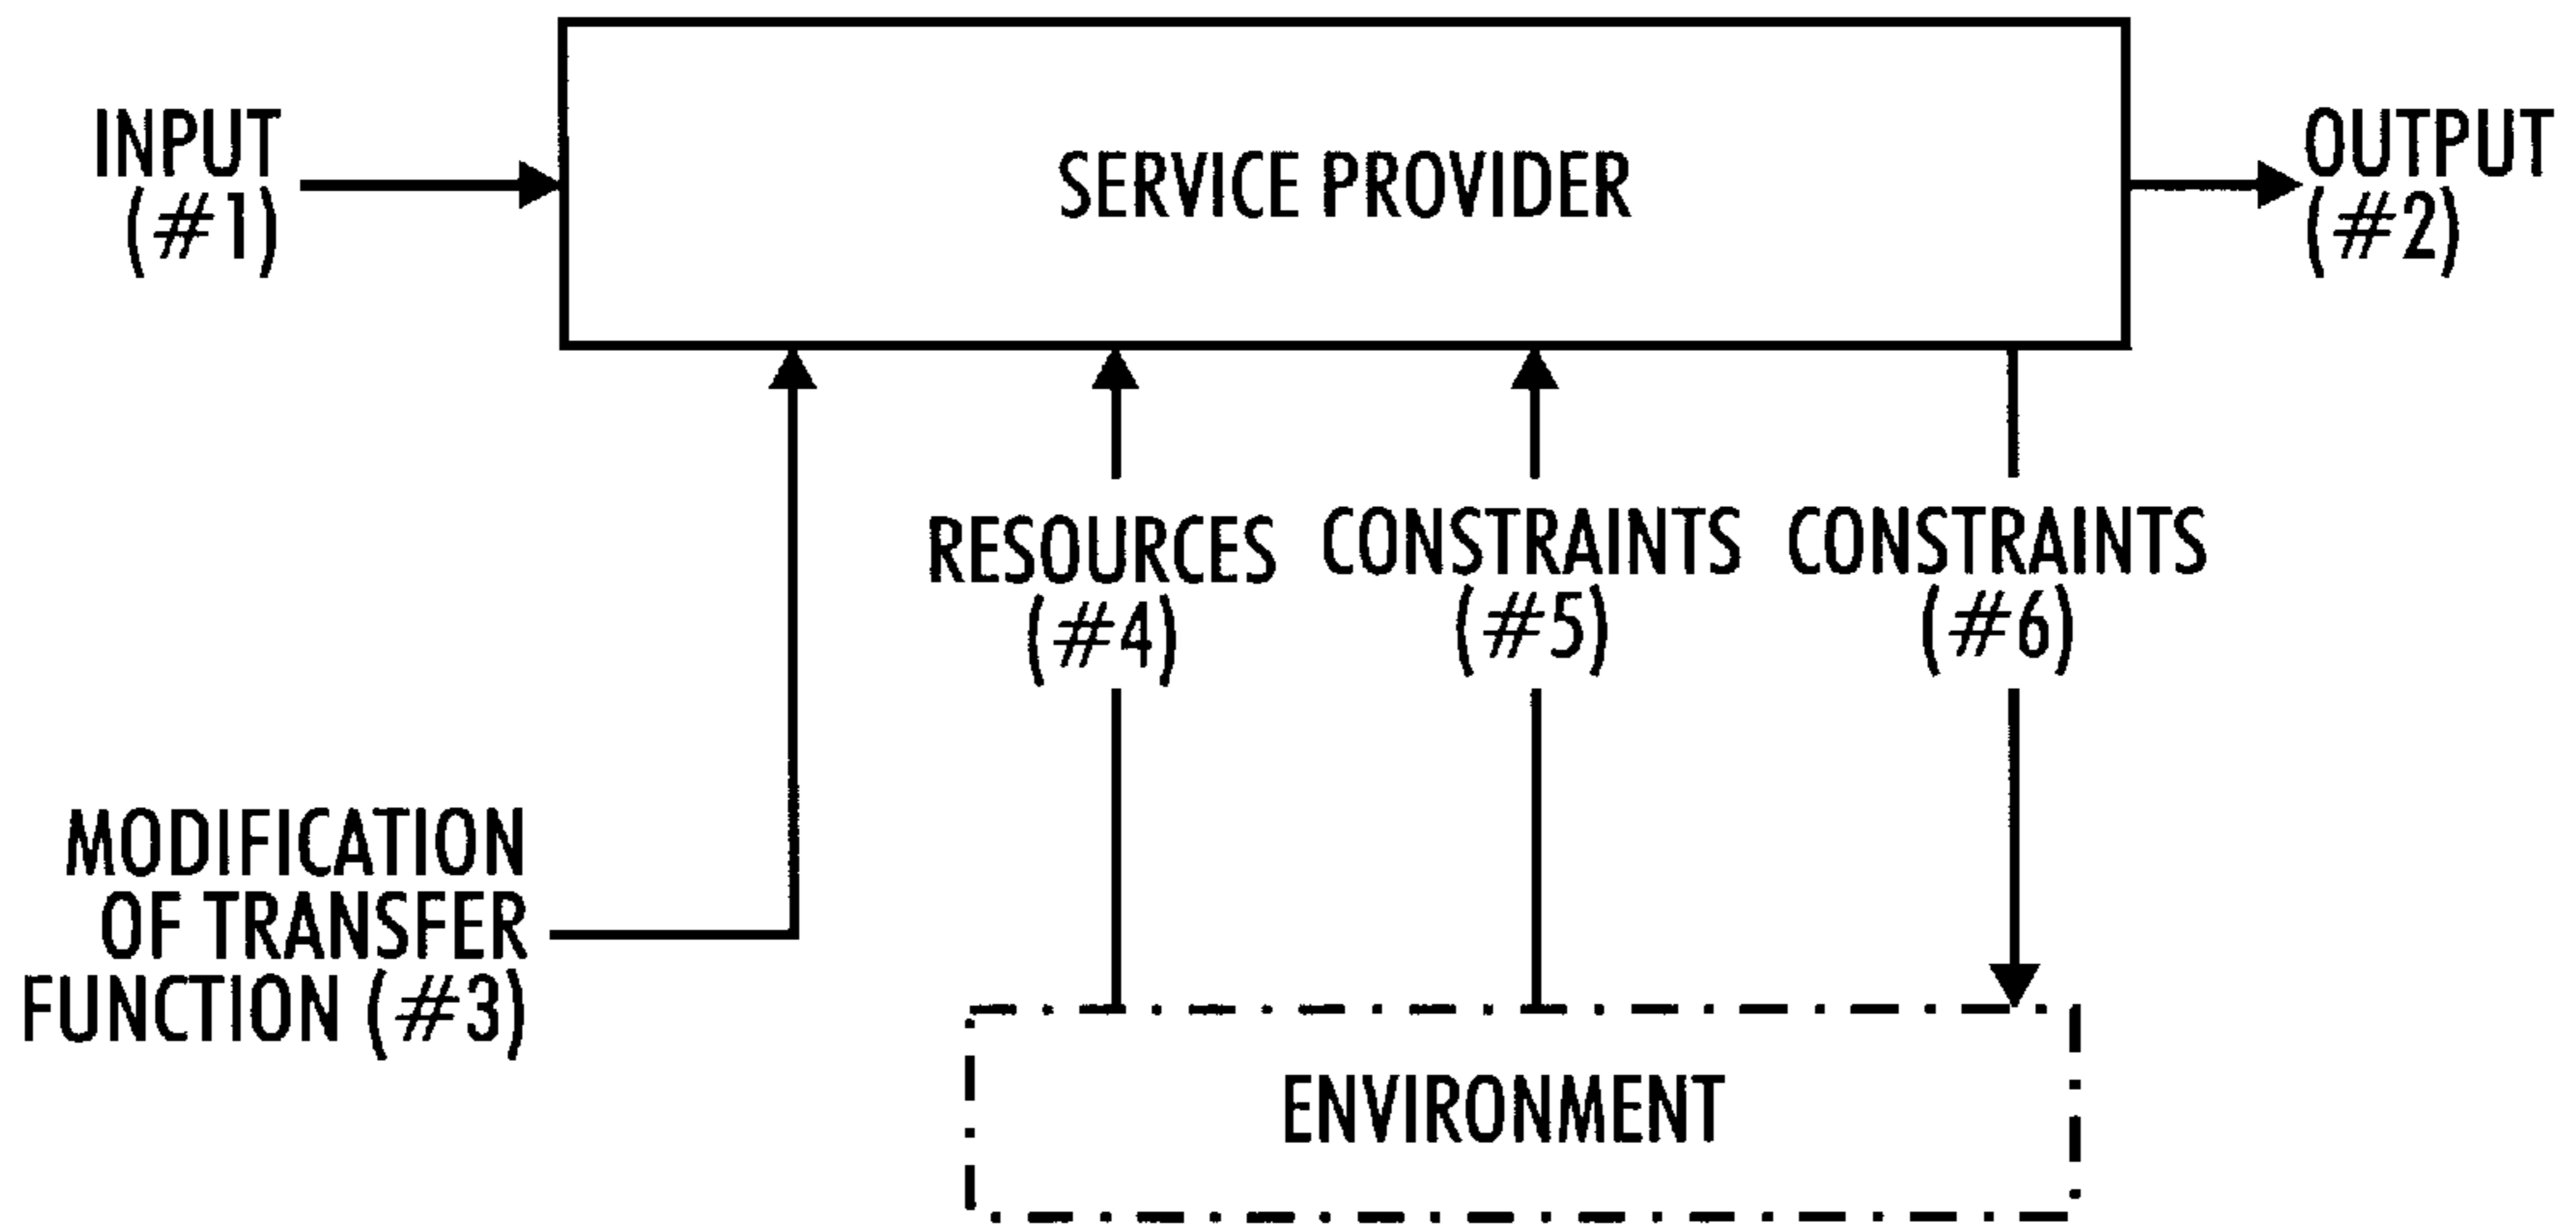 INPUT
(#1)
SERVICE PROVIDER
OUTPUT
(#2)
RESOURCES
(#4)
CONSTRAINTS
(#5)
CONSTRAINTS
(#6)
MODIFICATION
OF TRANSFER
FUNCTION (#3)
ENVIRONMENT